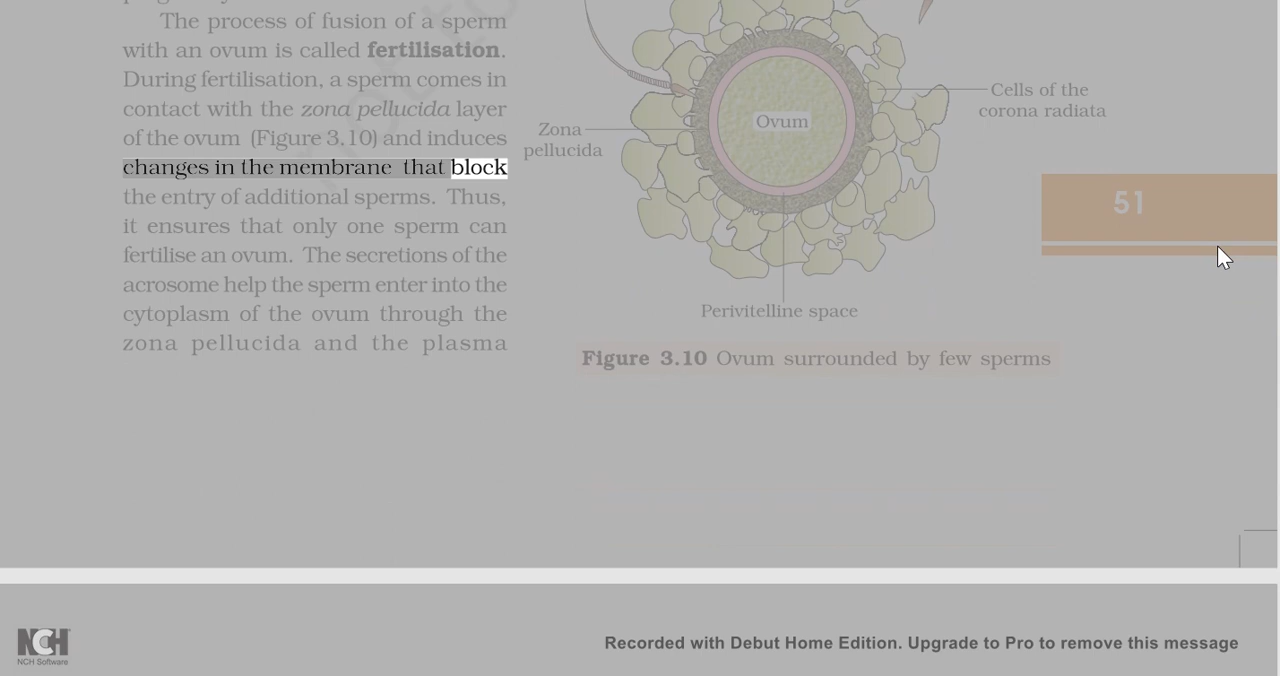 The process of fusion of a sperm
with an ovum is called fertilisation.
During fertilisation, a sperm comes in
contact with the zona pellucida layer
of the ovum (Figure 3.10) and induces
changes in the membrane that block
the entry of additional sperms. Thus,
it ensures that only one sperm can
fertilise an ovum. The secretions of the
acrosome help the sperm enter into the
cytoplasm of the ovum through the
zona pellucida and the plasma
Cells of the
corona radiata
Ovum
Zona
pellucida
Perivitelline space
Figure 3.10 Ovum surrounded by few sperms
51
NCH
NCH Software
Recorded with Debut Home Edition. Upgrade to Pro to remove this message